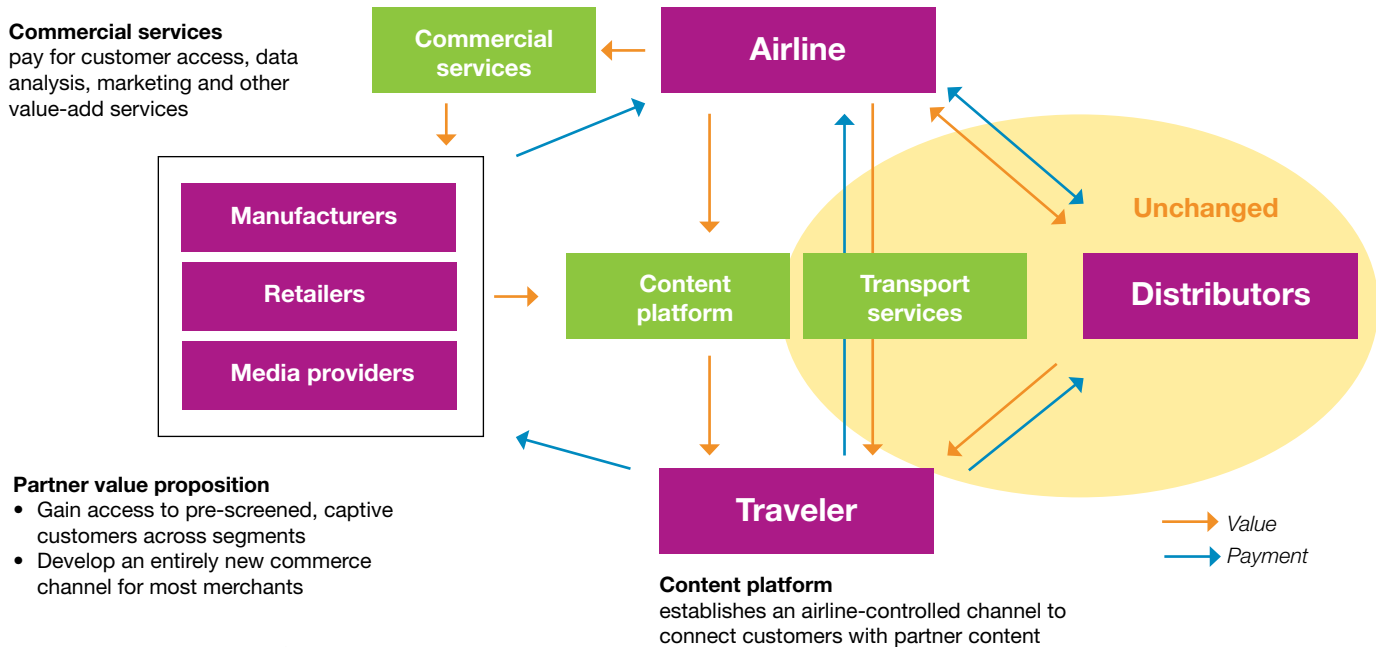 Commercial services
pay for customer access, data
analysis, marketing and other
value-add services
Commercial
services
Airline
Manufacturers
Retailers
Media providers
Content
platform
Transport
services
Unchanged
Distributors
Traveler
Partner value proposition
• Gain access to pre-screened, captive
customers across segments
• Develop an entirely new commerce
channel for most merchants
Content platform
establishes an airline-controlled channel to
connect customers with partner content
Value
Payment